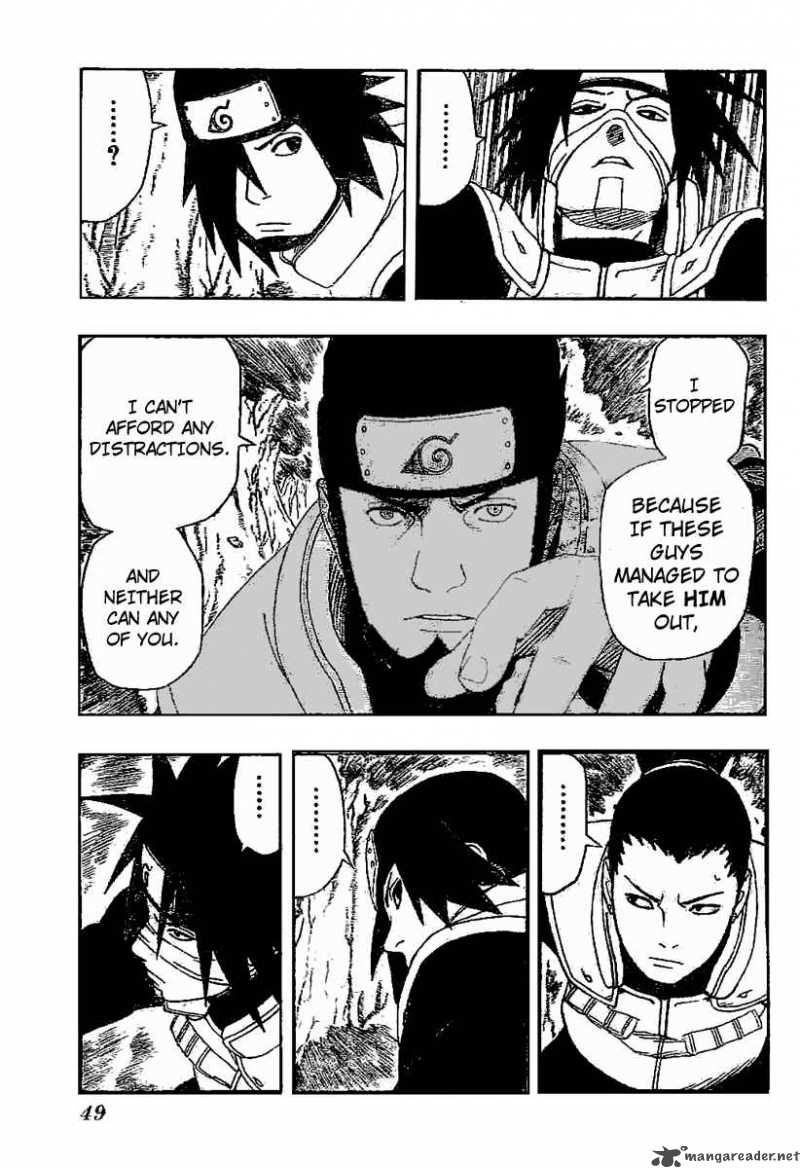 ………
………?
I
STOPPED
BECAUSE
IF THESE
GUYS
MANAGED TO
TAKE HIM
OUT,
I CAN'T
AFFORD ANY
DISTRACTIONS.
AND
NEITHER
CAN ANY
OF YOU.
………
………
49
mangareader.net